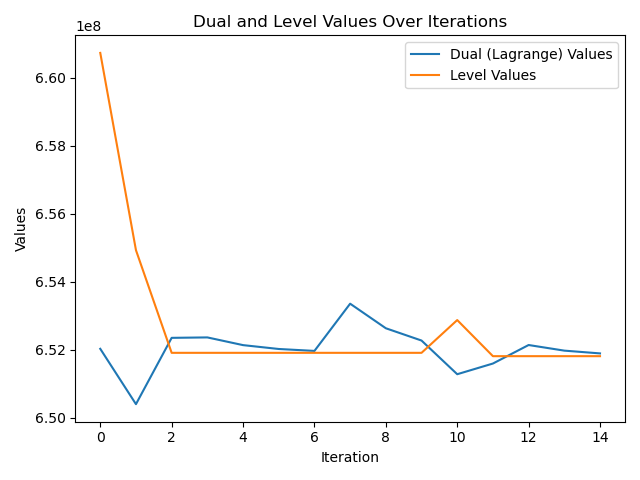 Dual and Level Values Over Iterations
1e8
Dual (Lagrange) Values
Level Values
6.60
6.58
6.56
6.54
6.52
6.50
Values
0 2 4 6 8 10 12 14
Iteration